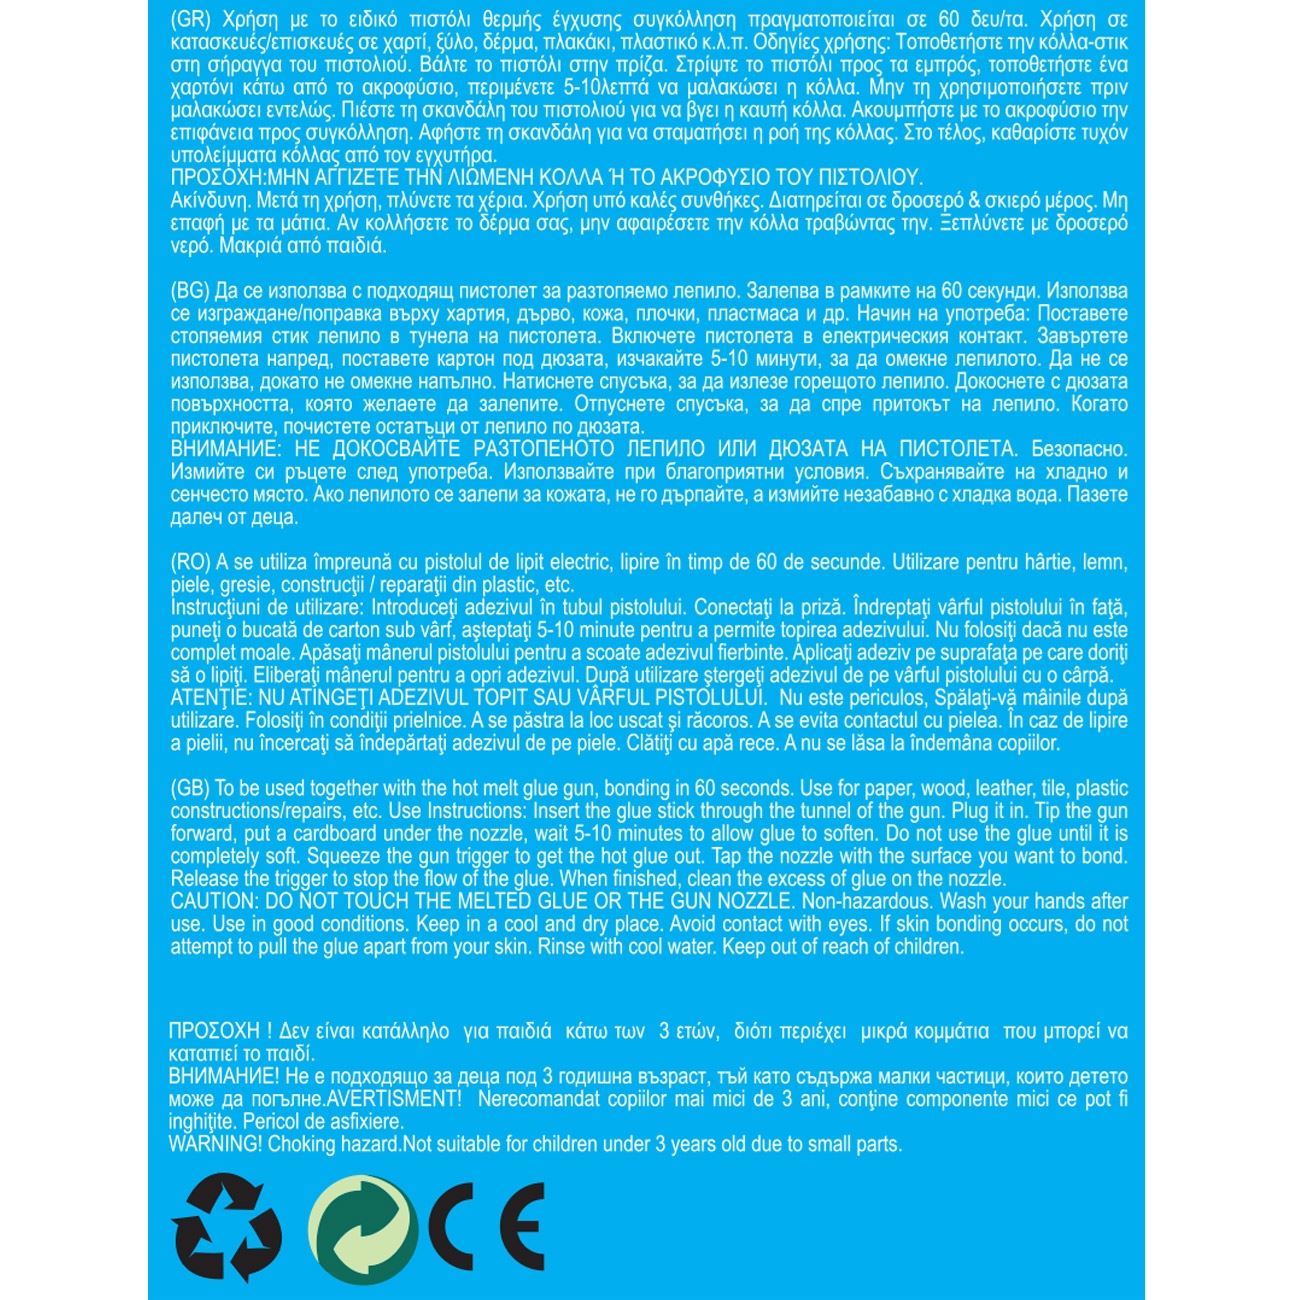 (GR) Χρήση με το ειδικό πιστόλι θερμής έγχυσης συγκόλληση πραγματοποιείται σε 60 δευ/τα. Χρήση σε
κατασκευές/επισκευές σε χαρτί, ξύλο, δέρμα, πλακάκι, πλαστικό κ.λ.π. Οδηγίες χρήσης: Τοποθετήστε την κόλλα-στικ
στη σήραγγα του πιστολιού. Βάλτε το πιστόλι στην πρίζα. Στρίψτε το πιστόλι προς τα εμπρός, τοποθετήστε ένα
χαρτόνι κάτω από το ακροφύσιο, περιμένετε 5-10λεπτά να μαλακώσει η κόλλα. Μην τη χρησιμοποιήσετε πριν
μαλακώσει εντελώς. Πιέστε τη σκανδάλη του πιστολιού για να βγει η καυτή κόλλα. Ακουμπήστε με το ακροφύσιο την
επιφάνεια προς συγκόλληση. Αφήστε τη σκανδάλη για να σταματήσει η ροή της κόλλας. Στο τέλος, καθαρίστε τυχόν
υπολείμματα κόλλας από τον εγχυτήρα.
ΠΡΟΣΟΧΗ:ΜΗΝ ΑΓΓΙΖΕΤΕ ΤΗΝ ΛΙΩΜΕΝΗ ΚΟΛΛΑ Ή ΤΟ ΑΚΡΟΦΥΣΙΟ ΤΟΥ ΠΙΣΤΟΛΙΟΥ.
Ακίνδυνη. Μετά τη χρήση, πλύνετε τα χέρια. Χρήση υπό καλές συνθήκες. Διατηρείται σε δροσερό & σκιερό μέρος. Μη
επαφή με τα μάτια. Αν κολλήσετε το δέρμα σας, μην αφαιρέσετε την κόλλα τραβώντας την. Ξεπλύνετε με δροσερό
νερό. Μακριά από παιδιά.
(BG) Да се използва с подходящ пистолет за разтопяемо лепило. Залепва в рамките на 60 секунди. Използва
се изграждане/поправка върху хартия, дърво, кожа, плочки, пластмаса и др. Начин на употреба: Поставете
стопяемия стик лепило в тунела на пистолета. Включете пистолета в електрическия контакт. Завъртете
пистолета напред, поставете картон под дюзата, изчакайте 5-10 минути, за да омекне лепилото. Да не се
използва, докато не омекне напълно. Натиснете спусъка, за да излезе горещото лепило. Докоснете с дюзата
повърхността, която желаете да залепите. Отпуснете спусъка, за да спре притокът на лепило. Когато
приключите, почистете остатъци от лепило по дюзата.
ВНИМАНИЕ: НЕ ДОКОСВАЙТЕ РАЗТОПЕНОТО ЛЕПИЛО ИЛИ ДЮЗАТА НА ПИСТОЛЕТА. Безопасно.
Измийте си ръцете след употреба. Използвайте при благоприятни условия. Съхранявайте на хладно и
сенчесто място. Ако лепилото се залепи за кожата, не го дърпайте, а измийте незабавно с хладка вода. Пазете
далеч от деца.
(RO) A se utiliza împreună cu pistolul de lipit electric, lipire în timp de 60 de secunde. Utilizare pentru hârtie, lemn,
piele, gresie, construcţii / reparaţii din plastic, etc.
Instrucţiuni de utilizare: Introduceţi adezivul în tubul pistolului. Conectaţi la priză. Îndreptaţi vârful pistolului în faţă,
puneţi o bucată de carton sub vârf, aşteptaţi 5-10 minute pentru a permite topirea adezivului. Nu folosiţi dacă nu este
complet moale. Apăsaţi mânerul pistolului pentru a scoate adezivul fierbinte. Aplicaţi adeziv pe suprafaţa pe care doriţi
să o lipiţi. Eliberaţi mânerul pentru a opri adezivul. După utilizare ştergeţi adezivul de pe vârful pistolului cu o cârpă.
ATENŢIE: NU ATINGEŢI ADEZIVUL TOPIT SAU VÂRFUL PISTOLULUI. Nu este periculos, Spălaţi-vă mâinile după
utilizare. Folosiţi în condiţii prielnice. A se păstra la loc uscat şi răcoros. A se evita contactul cu pielea. În caz de lipire
a pielii, nu încercaţi să îndepărtaţi adezivul de pe piele. Clătiţi cu apă rece. A nu se lăsa la îndemâna copiilor.
(GB) To be used together with the hot melt glue gun, bonding in 60 seconds. Use for paper, wood, leather, tile, plastic
constructions/repairs, etc. Use Instructions: Insert the glue stick through the tunnel of the gun. Plug it in. Tip the gun
forward, put a cardboard under the nozzle, wait 5-10 minutes to allow glue to soften. Do not use the glue until it is
completely soft. Squeeze the gun trigger to get the hot glue out. Tap the nozzle with the surface you want to bond.
Release the trigger to stop the flow of the glue. When finished, clean the excess of glue on the nozzle.
CAUTION: DO NOT TOUCH THE MELTED GLUE OR THE GUN NOZZLE. Non-hazardous. Wash your hands after
use. Use in good conditions. Keep in a cool and dry place. Avoid contact with eyes. If skin bonding occurs, do not
attempt to pull the glue apart from your skin. Rinse with cool water. Keep out of reach of children.
ΠΡΟΣΟΧΗ ! Δεν είναι κατάλληλο για παιδιά κάτω των 3 ετών, διότι περιέχει μικρά κομμάτια που μπορεί να
καταπιεί το παιδί.
ВНИМАНИЕ! Не е подходящо за деца под 3 годишна възраст, тъй като съдържа малки частици, които детето
може да погълне.AVERTISMENT! Nerecomandat copiilor mai mici de 3 ani, conţine componente mici ce pot fi
inghiţite. Pericol de asfixiere.
WARNING! Choking hazard.Not suitable for children under 3 years old due to small parts.
CE